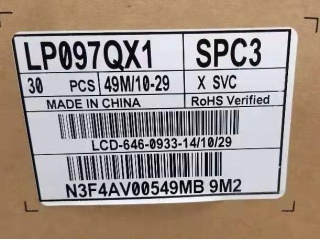 LP097QX1 SPC3
30 PCS 49M/10-29 X SVC
MADE IN CHINA RoHS Verified
LCD-646-0933-14/10/29
N3F4AV00549MB 9M2